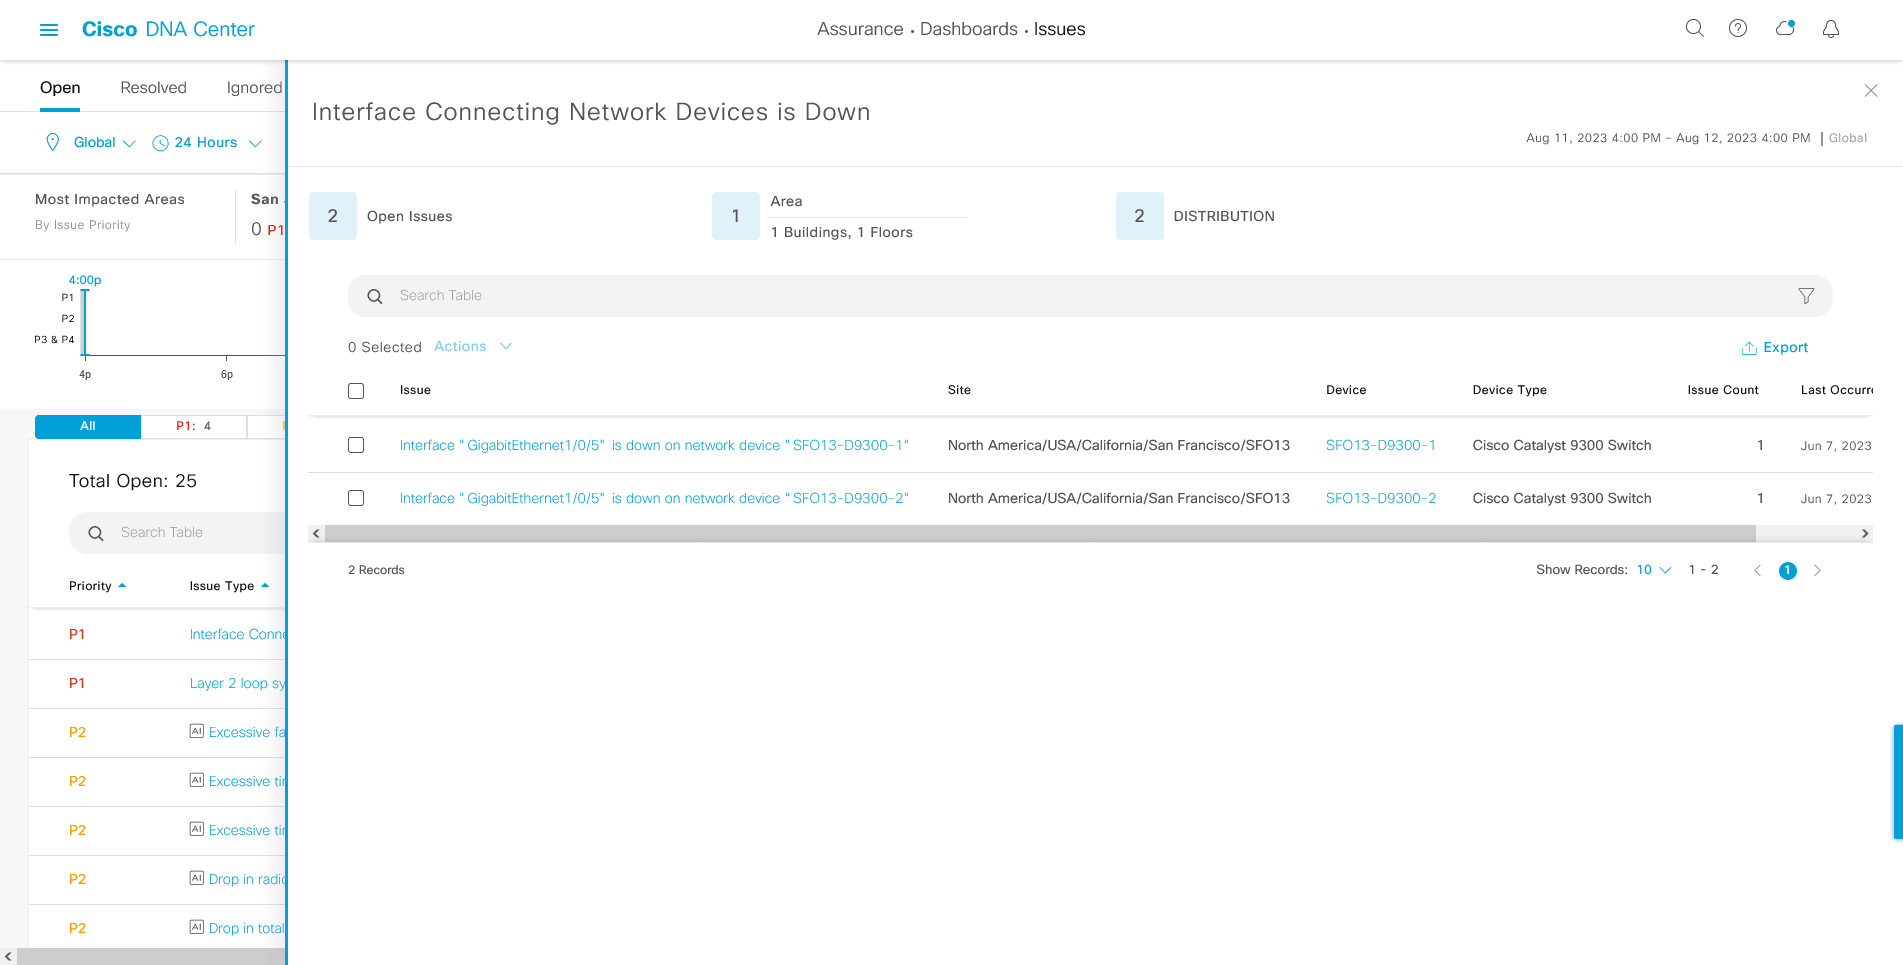 Cisco DNA Center
Assurance • Dashboards • Issues
Open Resolved Ignored
Global 24 Hours
Most Impacted Areas
By Issue Priority
San
0 P1
4:00p
P1
P2
P3 & P4
4p 6p
All P1: 4
Total Open: 25
Search Table
Priority Issue Type
P1 Interface Conne
P1 Layer 2 loop sy
P2 AI Excessive fa
P2 AI Excessive tir
P2 AI Excessive tir
P2 AI Drop in radio
P2 AI Drop in total
Interface Connecting Network Devices is Down
Aug 11, 2023 4:00 PM - Aug 12, 2023 4:00 PM | Global
2 Open Issues
1 Area
1 Buildings, 1 Floors
2 DISTRIBUTION
Search Table
0 Selected Actions Export
Issue Site Device Device Type Issue Count Last Occurre
Interface "GigabitEthernet1/0/5" is down on network device "SFO13-D9300-1" North America/USA/California/San Francisco/SFO13 SFO13-D9300-1 Cisco Catalyst 9300 Switch 1 Jun 7, 2023
Interface "GigabitEthernet1/0/5" is down on network device "SFO13-D9300-2" North America/USA/California/San Francisco/SFO13 SFO13-D9300-2 Cisco Catalyst 9300 Switch 1 Jun 7, 2023
2 Records Show Records: 10 1 - 2 1